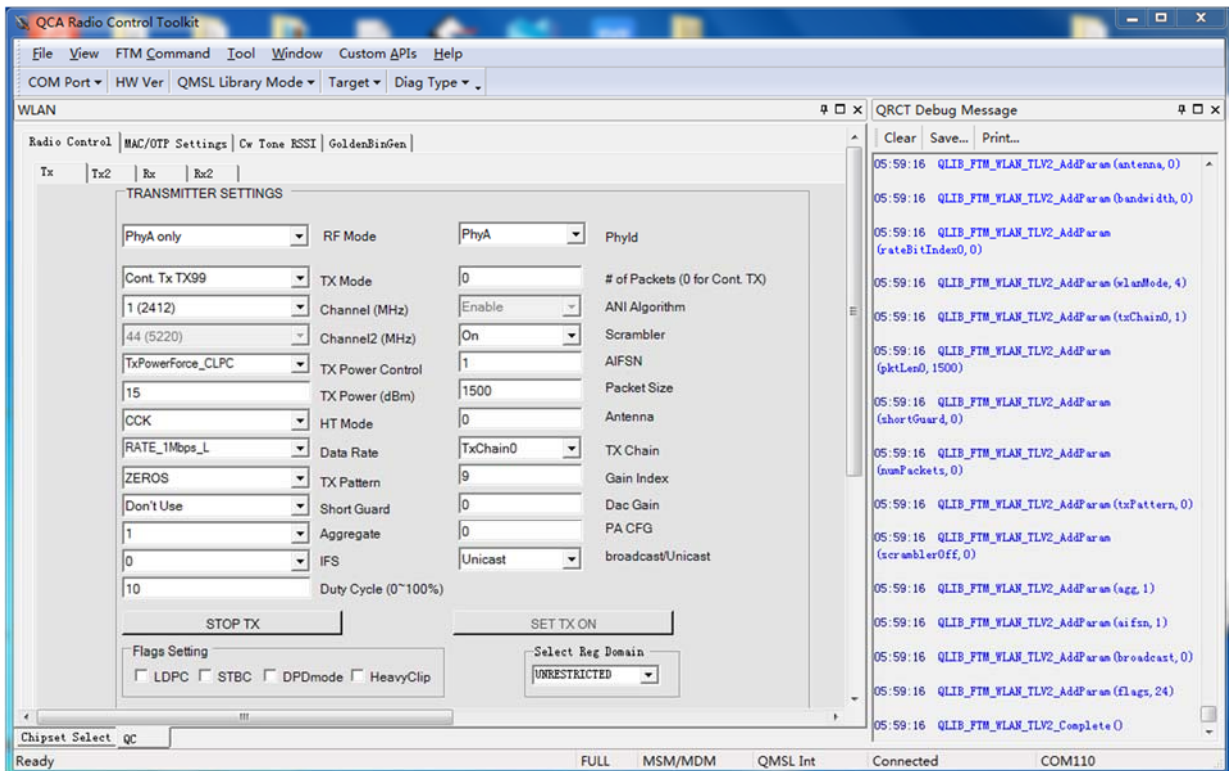 QCA Radio Control Toolkit
File View FTM Command Tool Window Custom APIs Help
COM Port HW Ver QMSL Library Mode Target Diag Type
WLAN
Radio Control MAC/OTP Settings Cw Tone RSSI GoldenBinGen
Tx Tx2 Rx Rx2
TRANSMITTER SETTINGS
PhyA only RF Mode PhyA PhyId
Cont. Tx TX99 TX Mode 0 # of Packets (0 for Cont. TX)
1 (2412) Channel (MHz) Enable ANI Algorithm
44 (5220) Channel2 (MHz) On Scrambler
TxPowerForce_CLPC TX Power Control 1 AIFSN
15 TX Power (dBm) 1500 Packet Size
CCK HT Mode 0 Antenna
RATE_1Mbps_L Data Rate TxChain0 TX Chain
ZEROS TX Pattern 9 Gain Index
Don't Use Short Guard 0 Dac Gain
1 Aggregate 0 PA CFG
0 IFS Unicast broadcast/Unicast
10 Duty Cycle (0~100%)
STOP TX SET TX ON
Flags Setting Select Reg Domain
LDPC STBC DPDmode HeavyClip UNRESTRICTED
Chipset Select QC
QRCT Debug Message
Clear Save... Print...
05:59:16 QLIB_FTM_WLAN_TLV2_AddParam(antenna, 0)
05:59:16 QLIB_FTM_WLAN_TLV2_AddParam(bandwidth, 0)
05:59:16 QLIB_FTM_WLAN_TLV2_AddParam
(rateBitIndex0, 0)
05:59:16 QLIB_FTM_WLAN_TLV2_AddParam(wlanMode, 4)
05:59:16 QLIB_FTM_WLAN_TLV2_AddParam(txChain0, 1)
05:59:16 QLIB_FTM_WLAN_TLV2_AddParam
(pktLen0, 1500)
05:59:16 QLIB_FTM_WLAN_TLV2_AddParam
(shortGuard, 0)
05:59:16 QLIB_FTM_WLAN_TLV2_AddParam
(numPackets, 0)
05:59:16 QLIB_FTM_WLAN_TLV2_AddParam(txPattern, 0)
05:59:16 QLIB_FTM_WLAN_TLV2_AddParam
(scramblerOff, 0)
05:59:16 QLIB_FTM_WLAN_TLV2_AddParam(agg, 1)
05:59:16 QLIB_FTM_WLAN_TLV2_AddParam(aifsn, 1)
05:59:16 QLIB_FTM_WLAN_TLV2_AddParam(broadcast, 0)
05:59:16 QLIB_FTM_WLAN_TLV2_AddParam(flags, 24)
05:59:16 QLIB_FTM_WLAN_TLV2_Complete()
Ready FULL MSM/MDM QMSL Int Connected COM110